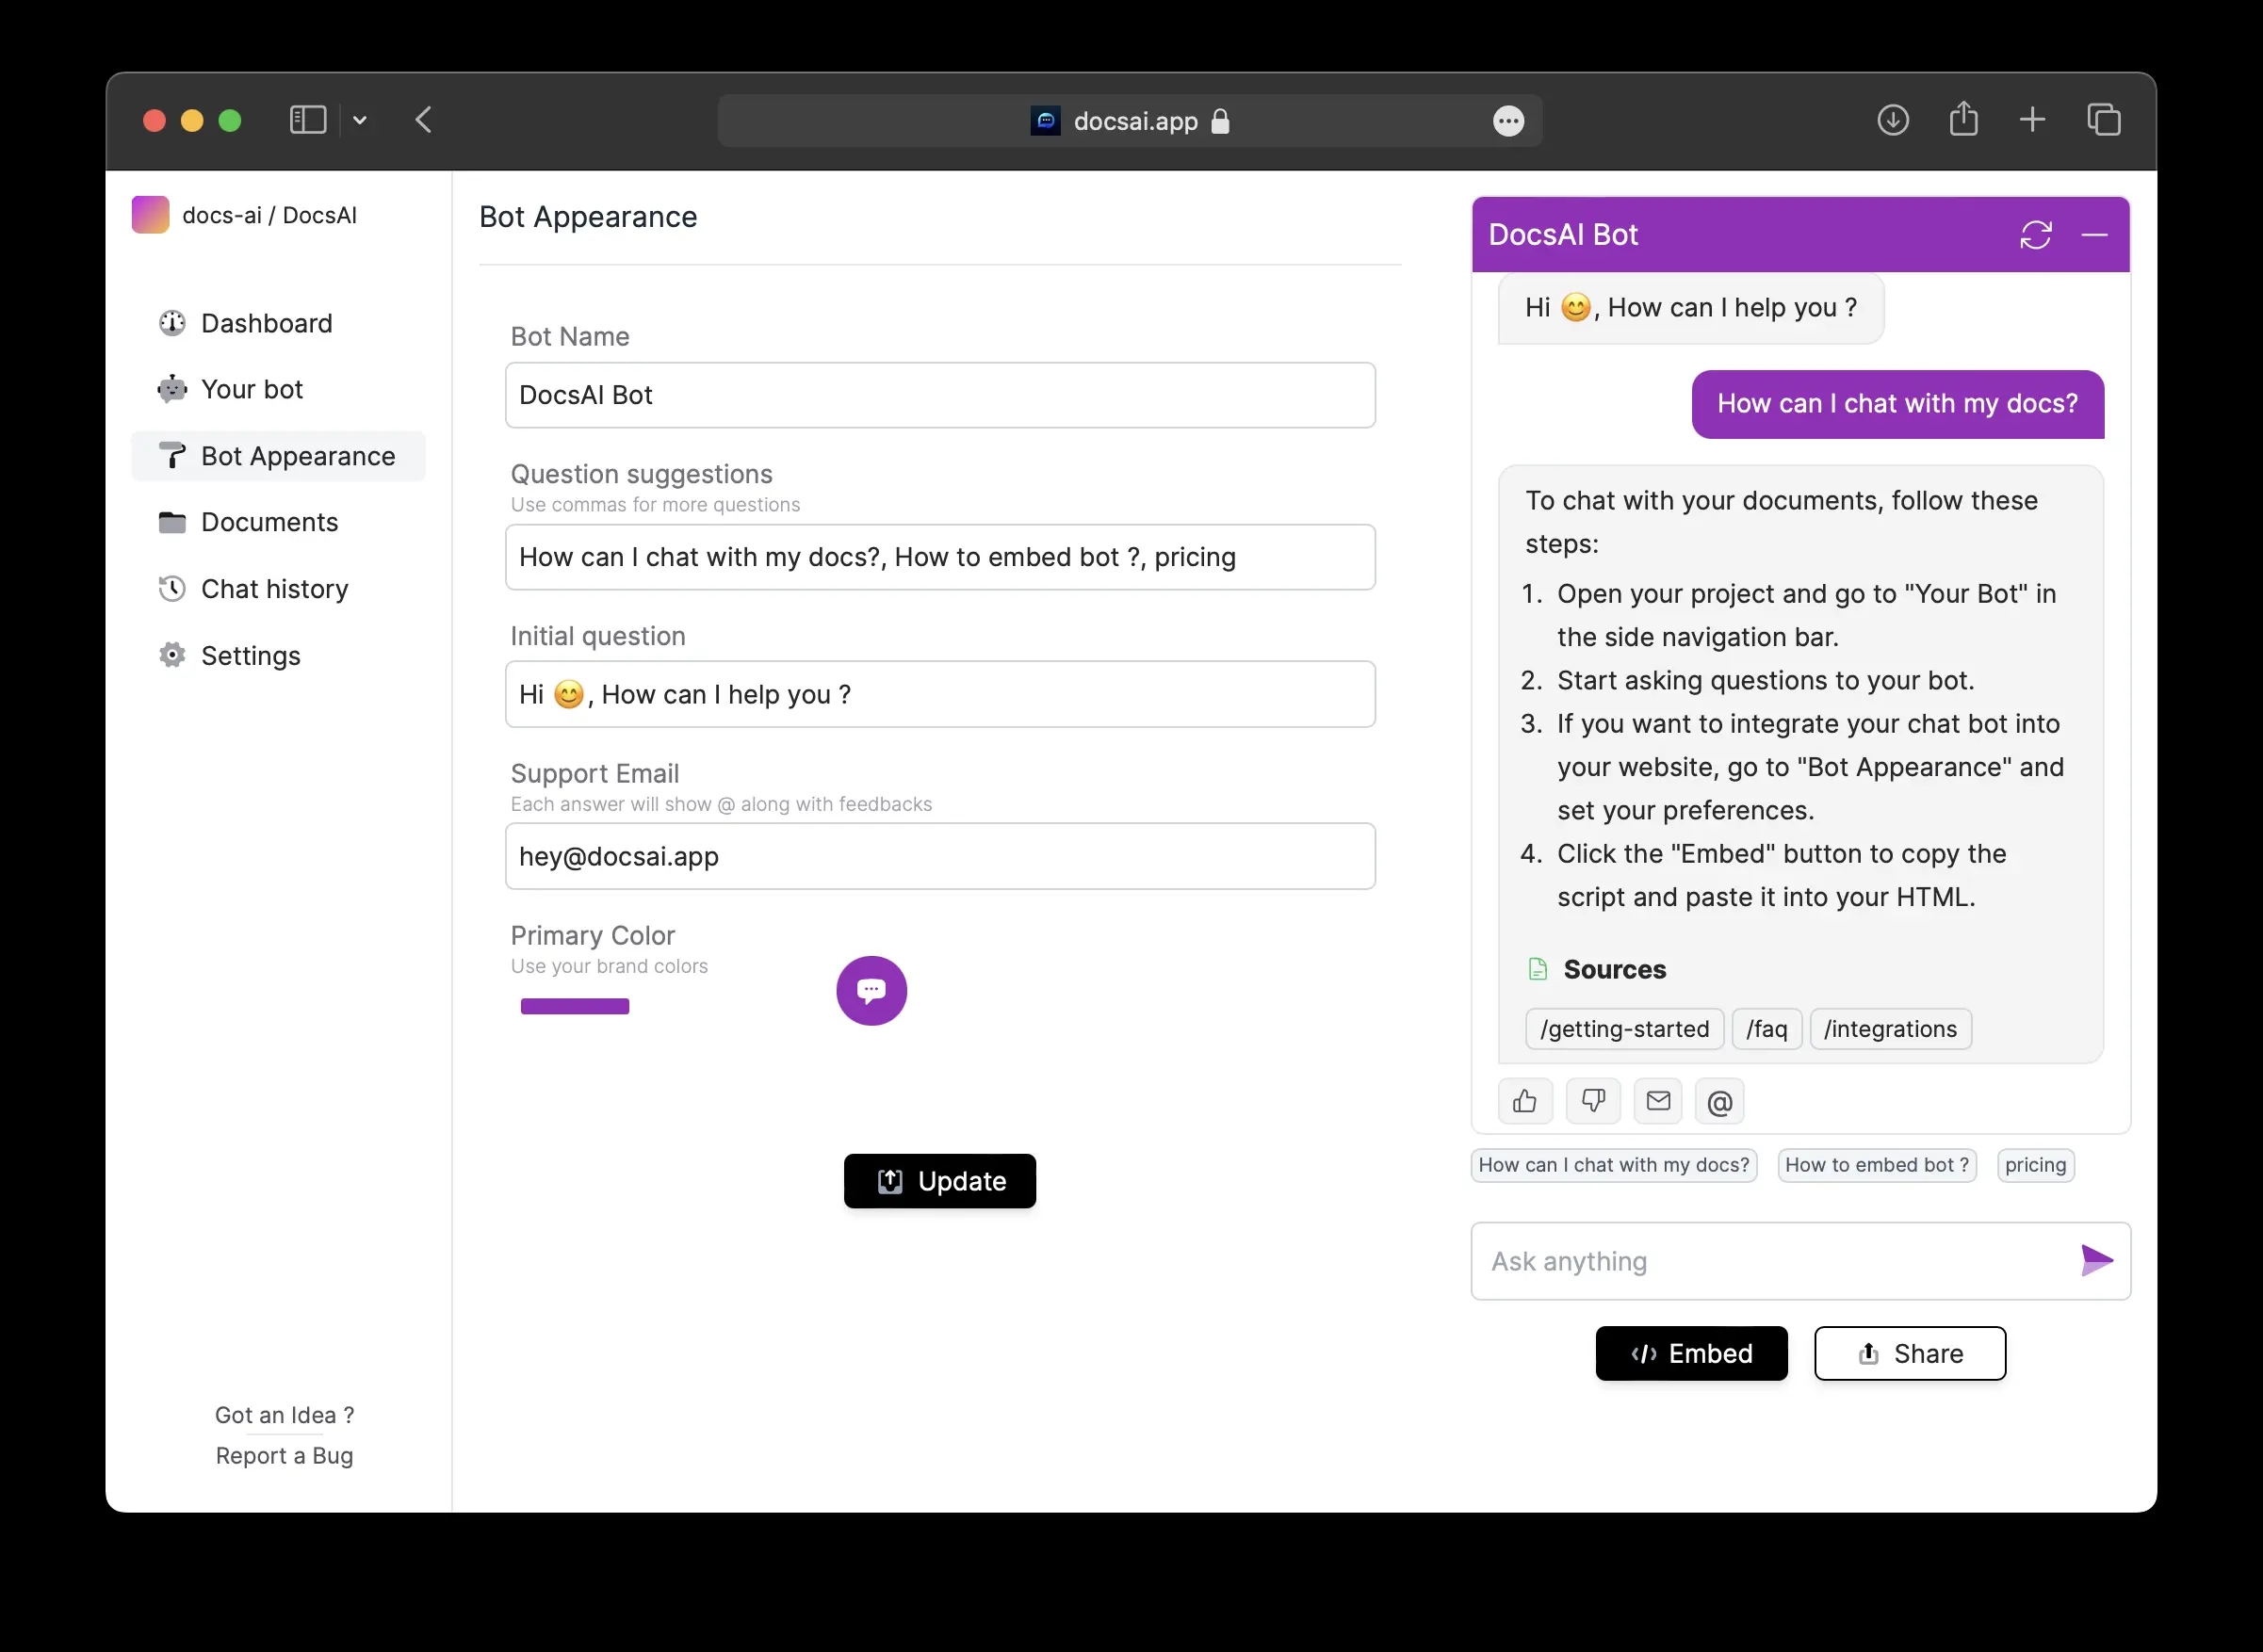 docsai.app
docs-ai / DocsAI
Dashboard
Your bot
Bot Appearance
Documents
Chat history
Settings
Got an Idea ?
Report a Bug
Bot Appearance
Bot Name
DocsAI Bot
Question suggestions
Use commas for more questions
How can I chat with my docs?, How to embed bot ?, pricing
Initial question
Hi 😊, How can I help you ?
Support Email
Each answer will show @ along with feedbacks
hey@docsai.app
Primary Color
Use your brand colors
Update
DocsAI Bot
Hi 😊, How can I help you ?
How can I chat with my docs?
To chat with your documents, follow these
steps:
1. Open your project and go to "Your Bot" in
the side navigation bar.
2. Start asking questions to your bot.
3. If you want to integrate your chat bot into
your website, go to "Bot Appearance" and
set your preferences.
4. Click the "Embed" button to copy the
script and paste it into your HTML.
Sources
/getting-started /faq /integrations
@
How can I chat with my docs? How to embed bot ? pricing
Ask anything
</> Embed Share